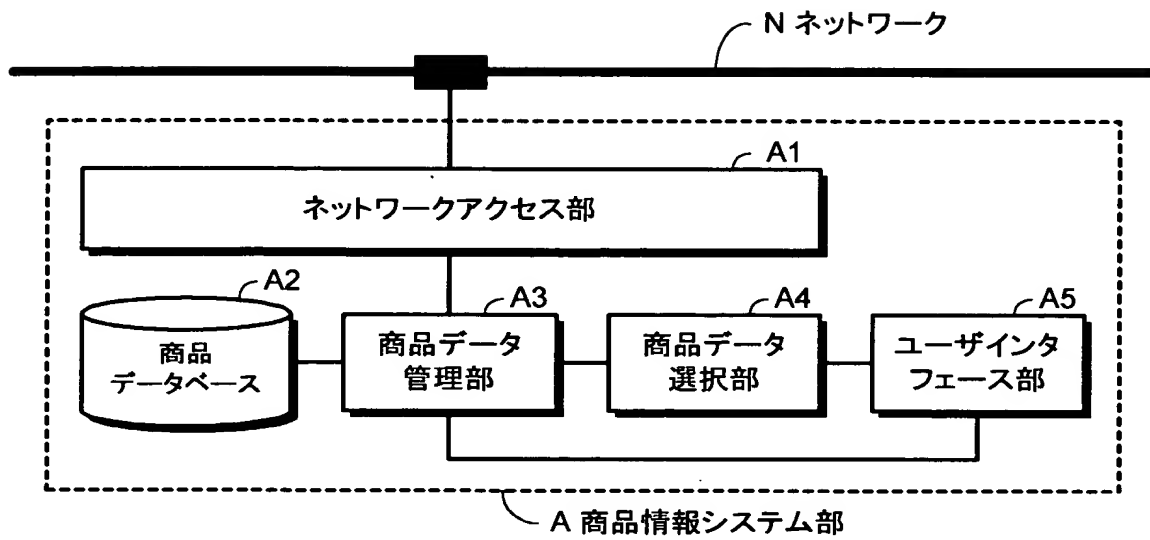 N ネットワーク
A1
ネットワークアクセス部
A2
商品
データベース
A3
商品データ
管理部
A4
商品データ
選択部
A5
ユーザインタ
フェース部
A 商品情報システム部